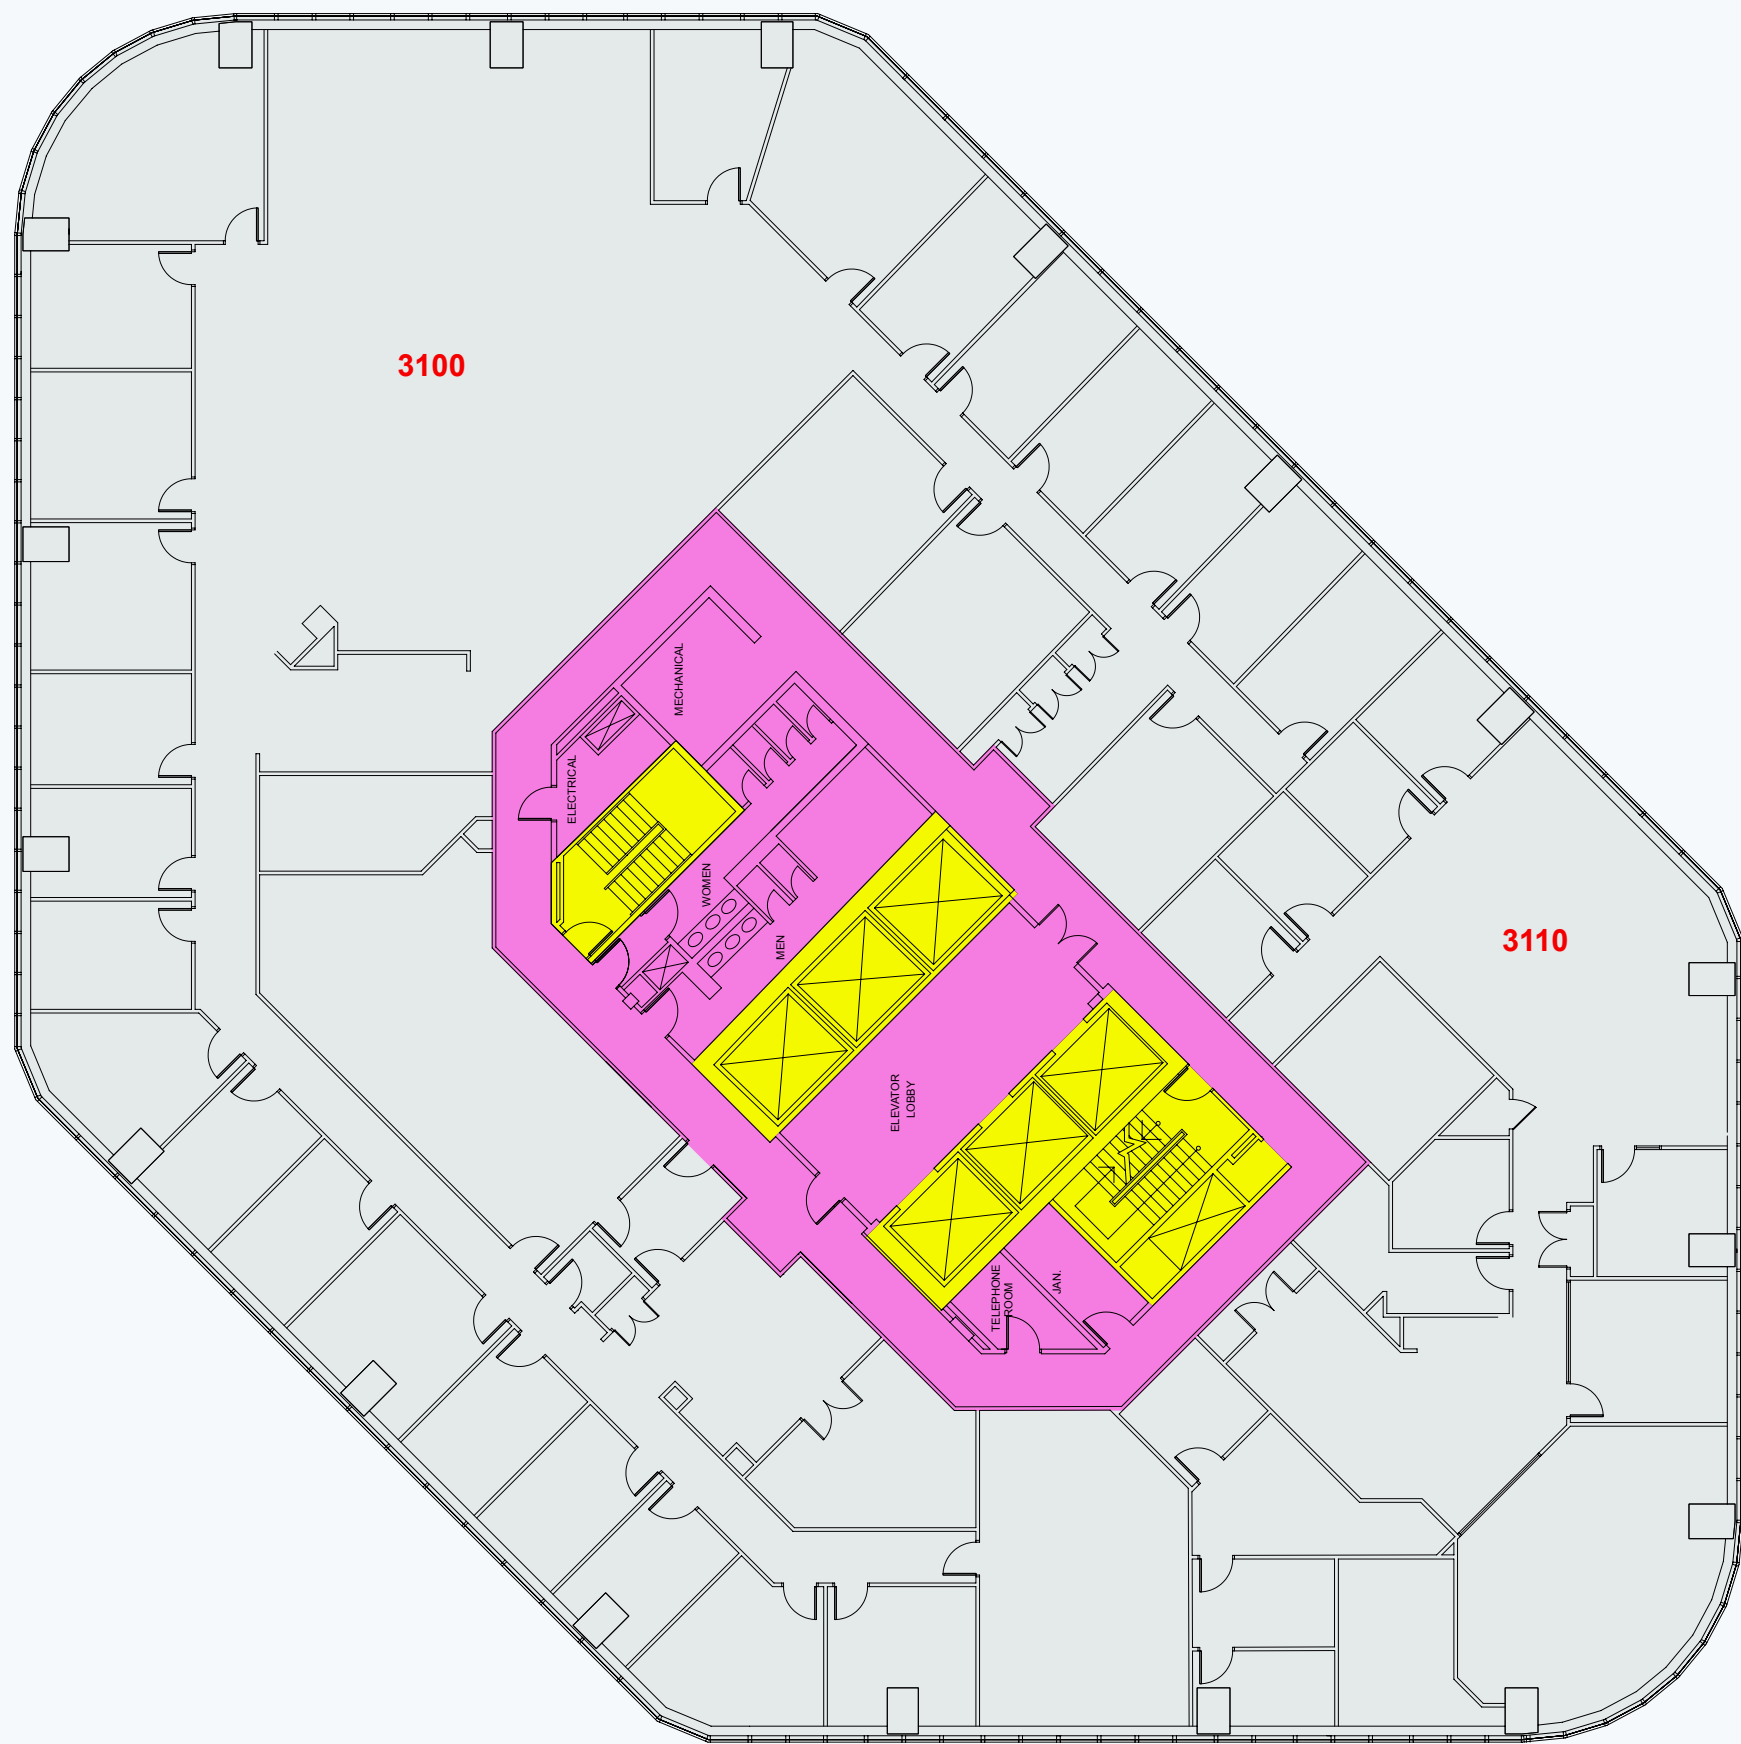 3100
MECHANICAL
ELECTRICAL
WOMEN
MEN
3110
ELEVATOR
LOBBY
TELEPHONE
ROOM
JAN.